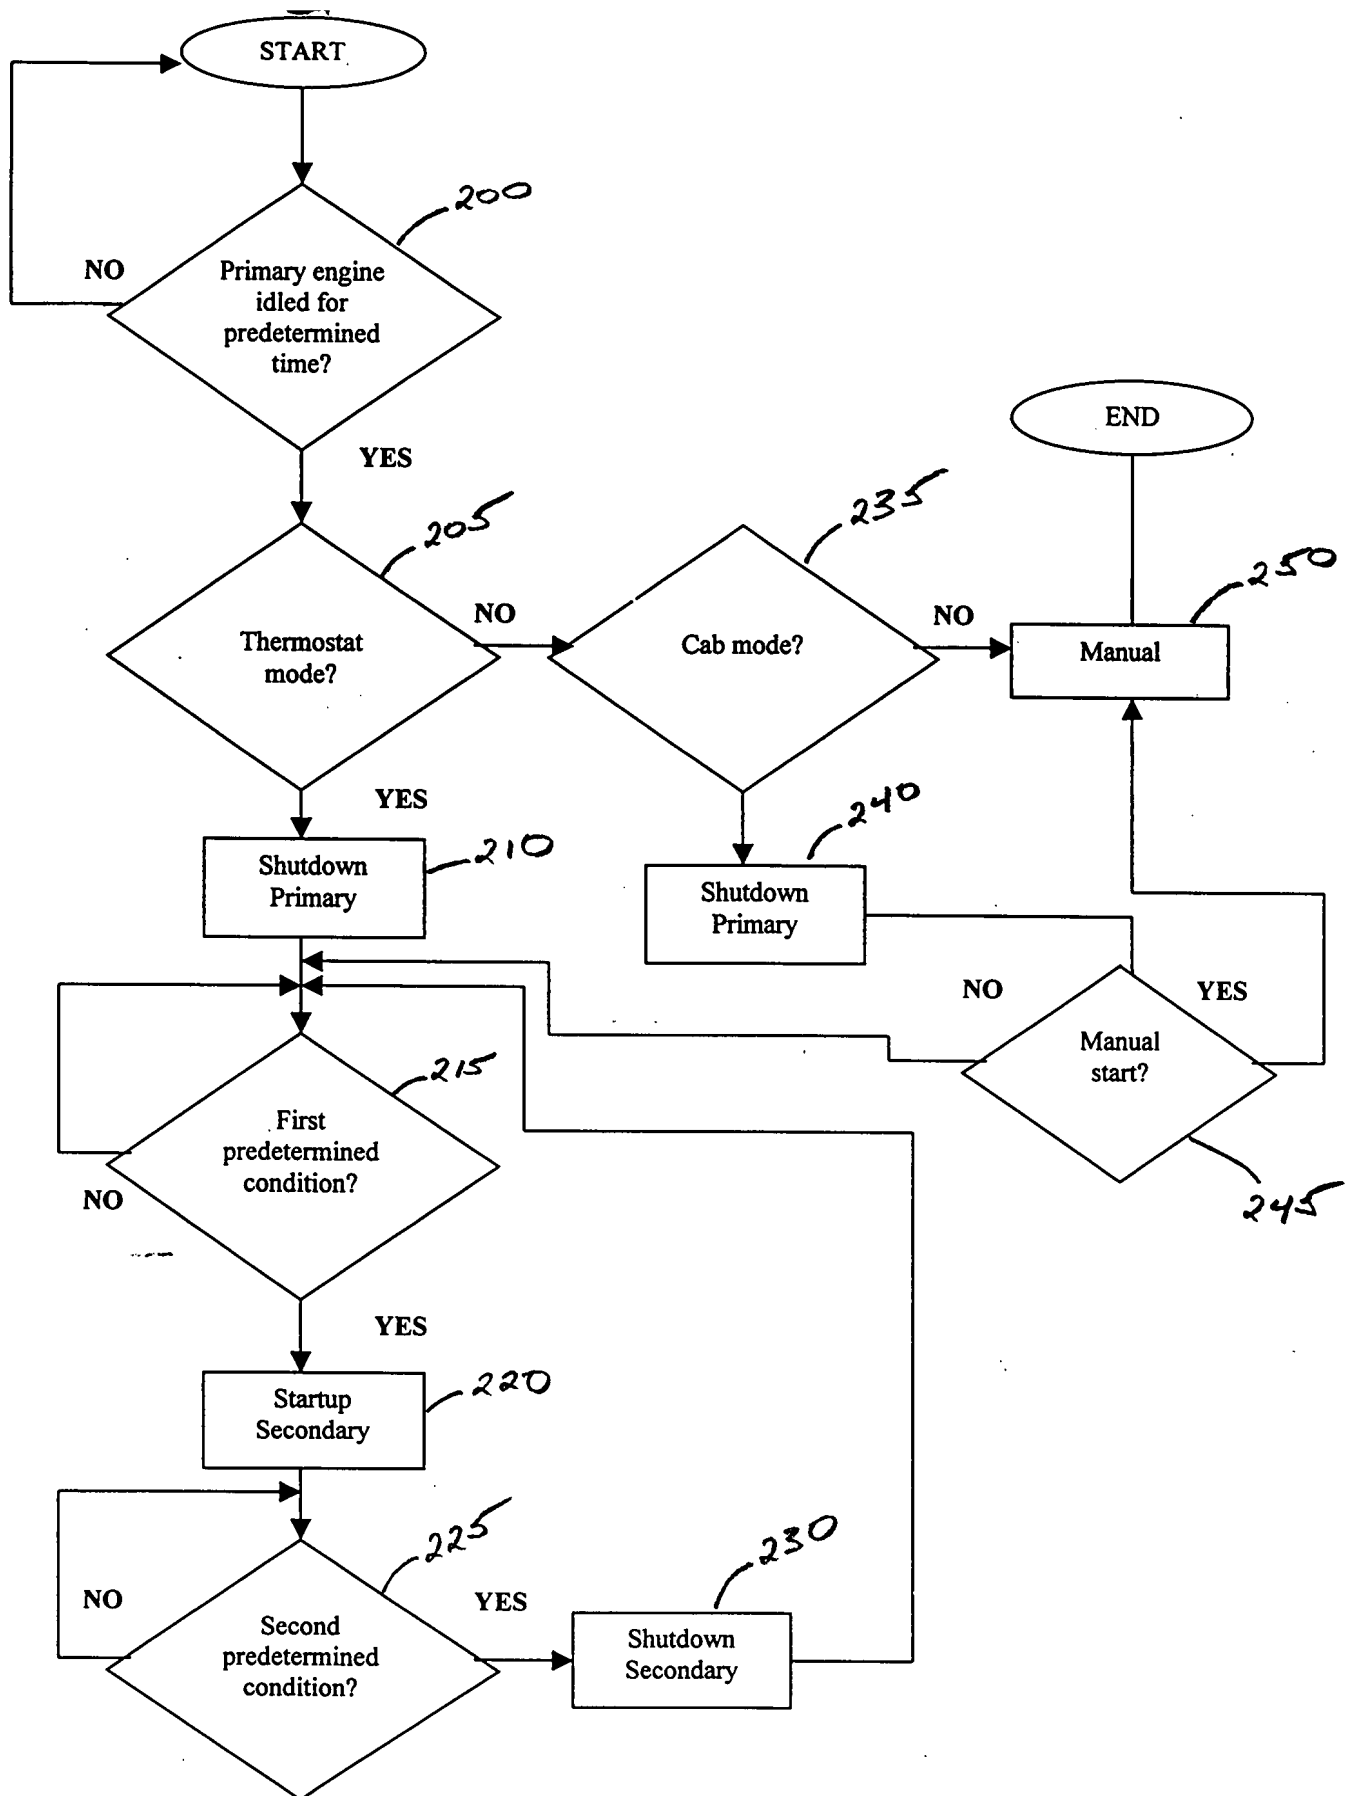 START
200
NO
Primary engine
idled for
predetermined
time?
YES
END
205
235
250
Thermostat
mode?
NO
Cab mode?
NO
Manual
YES
210
240
Shutdown
Primary
Shutdown
Primary
NO
YES
Manual
start?
245
215
First
predetermined
condition?
NO
YES
220
Startup
Secondary
225
230
NO
YES
Second
predetermined
condition?
Shutdown
Secondary